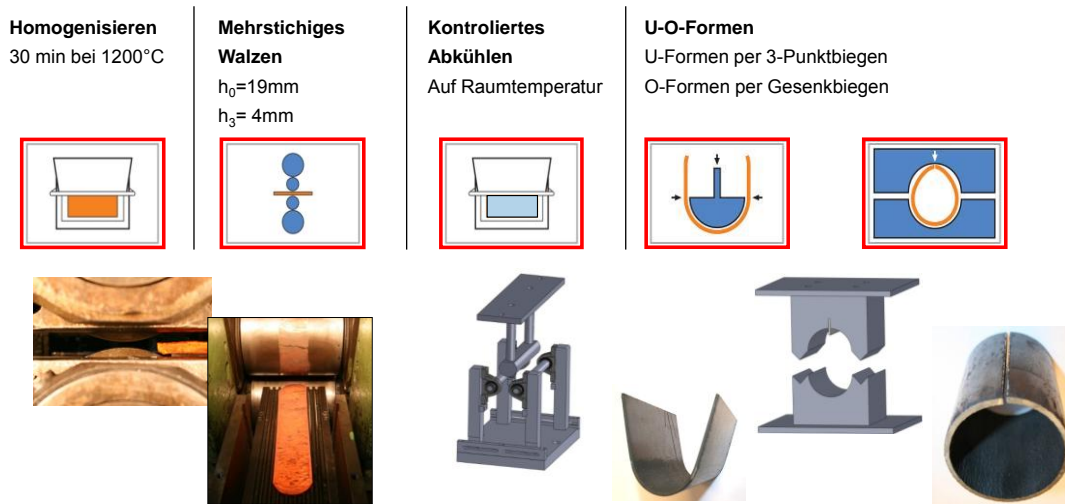 Homogenisieren
30 min bei 1200°C
Mehrstichiges
Walzen
h₀=19mm
h₃= 4mm
Kontrolliertes
Abkühlen
Auf Raumtemperatur
U-O-Formen
U-Formen per 3-Punktbiegen
O-Formen per Gesenkbiegen